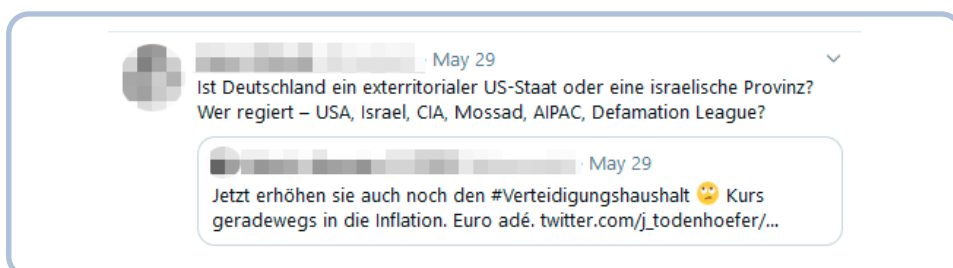 · May 29
Ist Deutschland ein exterritorialer US-Staat oder eine israelische Provinz?
Wer regiert – USA, Israel, CIA, Mossad, AIPAC, Defamation League?
· May 29
Jetzt erhöhen sie auch noch den #Verteidigungshaushalt 🙄 Kurs
geradewegs in die Inflation. Euro adé. twitter.com/j_todenhoefer/...